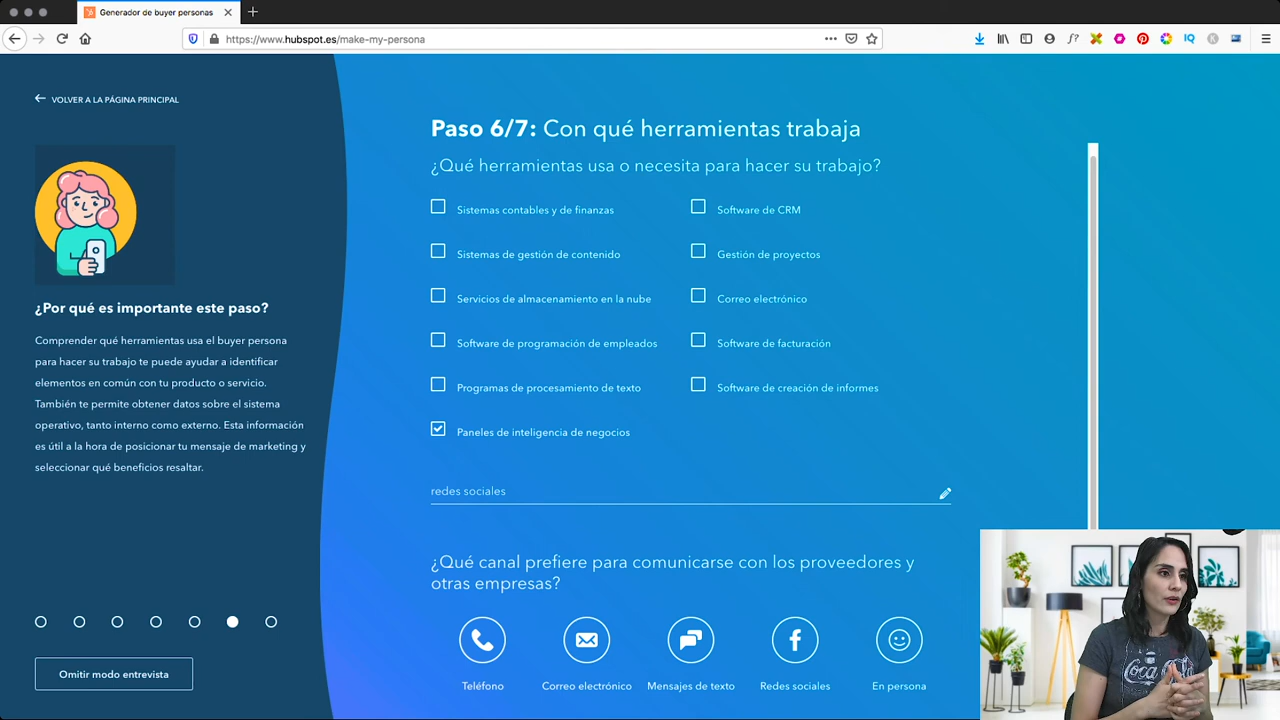 Generador de buyer personas
https://www.hubspot.es/make-my-persona
VOLVER A LA PÁGINA PRINCIPAL
¿Por qué es importante este paso?
Comprender qué herramientas usa el buyer persona
para hacer su trabajo te puede ayudar a identificar
elementos en común con tu producto o servicio.
También te permite obtener datos sobre el sistema
operativo, tanto interno como externo. Esta información
es útil a la hora de posicionar tu mensaje de marketing y
seleccionar qué beneficios resaltar.
Omitir modo entrevista
Paso 6/7: Con qué herramientas trabaja
¿Qué herramientas usa o necesita para hacer su trabajo?
Sistemas contables y de finanzas
Software de CRM
Sistemas de gestión de contenido
Gestión de proyectos
Servicios de almacenamiento en la nube
Correo electrónico
Software de programación de empleados
Software de facturación
Programas de procesamiento de texto
Software de creación de informes
Paneles de inteligencia de negocios
redes sociales
¿Qué canal prefiere para comunicarse con los proveedores y
otras empresas?
Teléfono
Correo electrónico
Mensajes de texto
Redes sociales
En persona
Coca-Cola